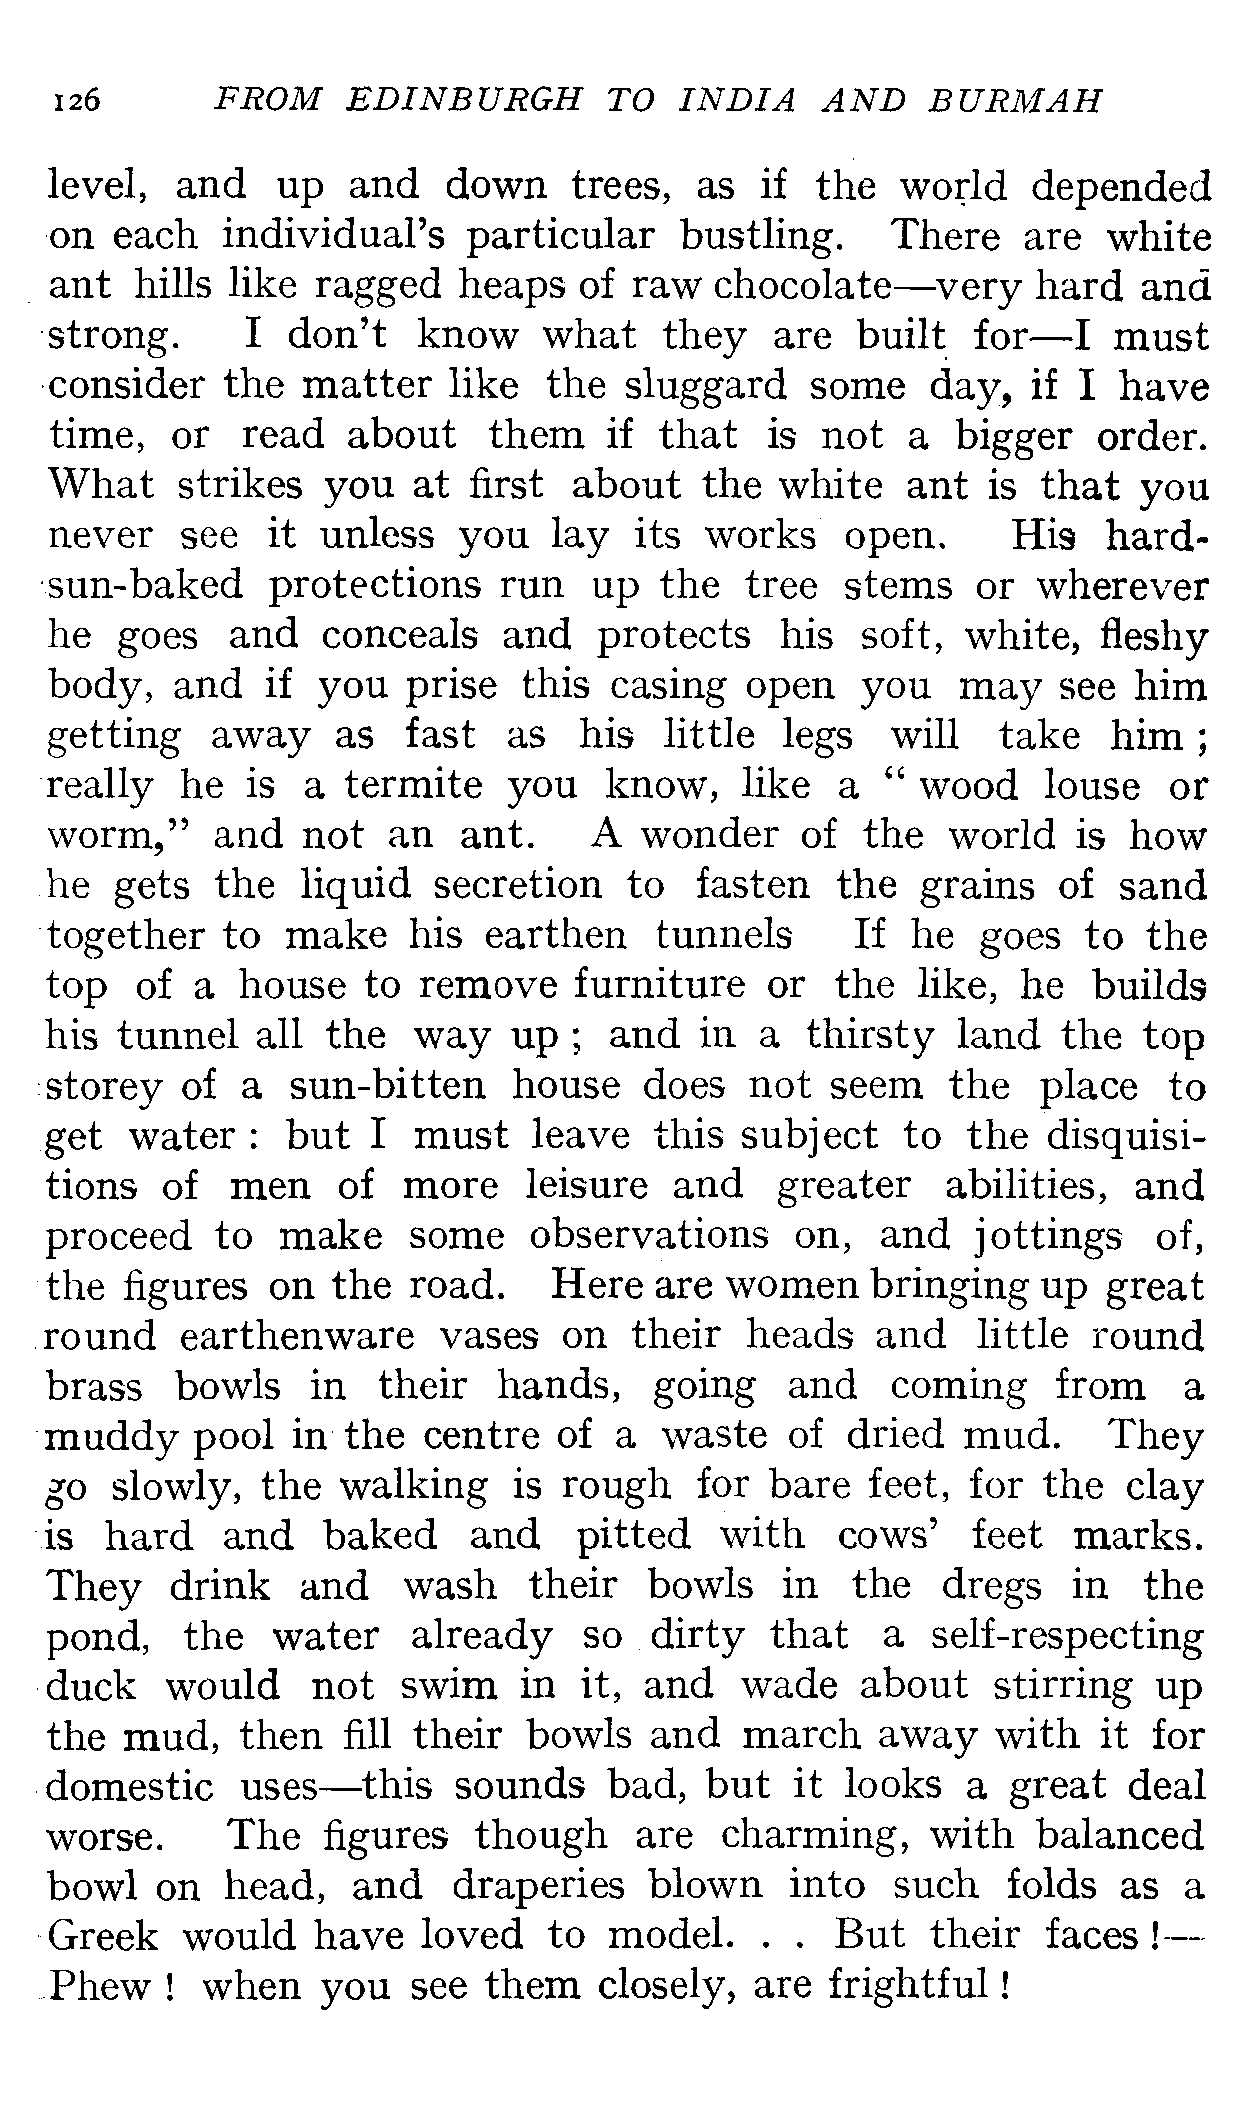 126 FROM EDINBURGH TO INDIA AND BURMAH
level, and up and down trees, as if the world depended
on each individual's particular bustling. There are white
ant hills like ragged heaps of raw chocolate—very hard and
strong. I don't know what they are built for—I must
consider the matter like the sluggard some day, if I have
time, or read about them if that is not a bigger order.
What strikes you at first about the white ant is that you
never see it unless you lay its works open. His hard-
sun-baked protections run up the tree stems or wherever
he goes and conceals and protects his soft, white, fleshy
body, and if you prise this casing open you may see him
getting away as fast as his little legs will take him ;
really he is a termite you know, like a “ wood louse or
worm,” and not an ant. A wonder of the world is how
he gets the liquid secretion to fasten the grains of sand
together to make his earthen tunnels If he goes to the
top of a house to remove furniture or the like, he builds
his tunnel all the way up ; and in a thirsty land the top
storey of a sun-bitten house does not seem the place to
get water : but I must leave this subject to the disquisi-
tions of men of more leisure and greater abilities, and
proceed to make some observations on, and jottings of,
the figures on the road. Here are women bringing up great
round earthenware vases on their heads and little round
brass bowls in their hands, going and coming from a
muddy pool in the centre of a waste of dried mud. They
go slowly, the walking is rough for bare feet, for the clay
is hard and baked and pitted with cows' feet marks.
They drink and wash their bowls in the dregs in the
pond, the water already so dirty that a self-respecting
duck would not swim in it, and wade about stirring up
the mud, then fill their bowls and march away with it for
domestic uses—this sounds bad, but it looks a great deal
worse. The figures though are charming, with balanced
bowl on head, and draperies blown into such folds as a
Greek would have loved to model. . . But their faces !—
Phew ! when you see them closely, are frightful !